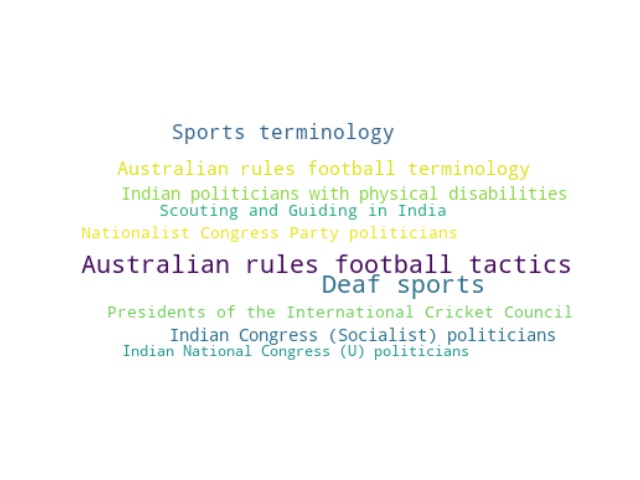 Sports terminology
Australian rules football terminology
Indian politicians with physical disabilities
Scouting and Guiding in India
Nationalist Congress Party politicians
Australian rules football tactics
Deaf sports
Presidents of the International Cricket Council
Indian Congress (Socialist) politicians
Indian National Congress (U) politicians